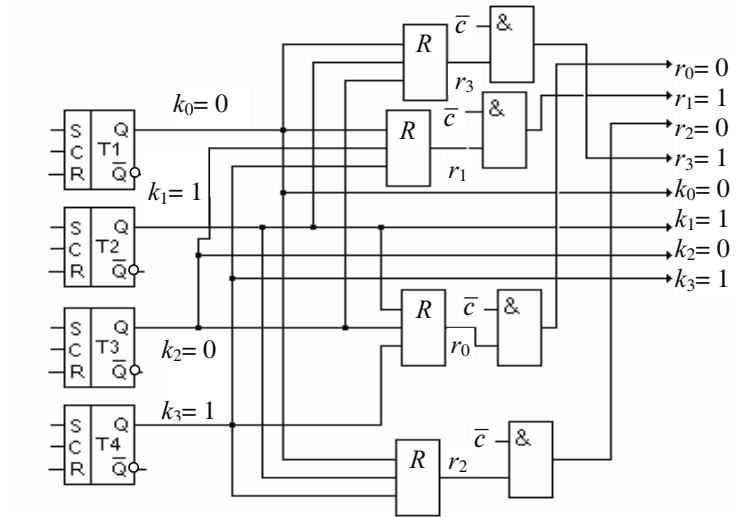 R
c̅
&
r₃
r₀= 0
k₀= 0
c̅
&
r₁= 1
S Q
C T1
R Q̅
R
r₁
r₂= 0
r₃= 1
k₀= 0
k₁= 1
S Q
C T2
R Q̅
k₁= 1
k₂= 0
k₃= 1
S Q
C T3
R Q̅
k₂= 0
R
r₀
c̅
&
S Q
C T4
R Q̅
k₃= 1
R
r₂
c̅
&